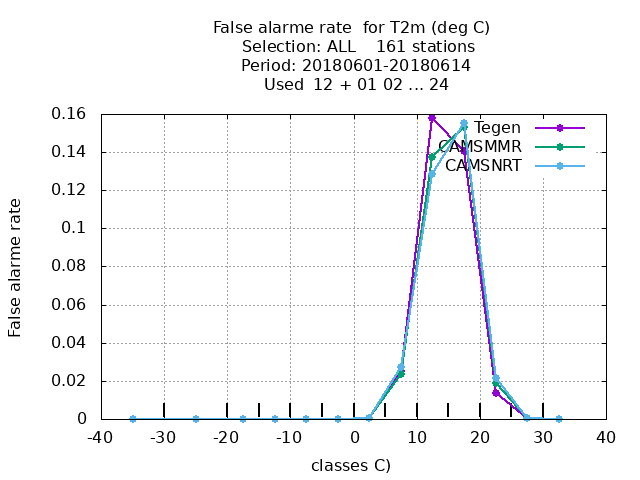 False alarme rate  for T2m (deg C)
Selection: ALL    161 stations
Period: 20180601-20180614
Used  12 + 01 02 ... 24
False alarme rate
0.16
0.14
0.12
0.1
0.08
0.06
0.04
0.02
0
Tegen
CAMSMMR
CAMSNRT
-40 -30 -20 -10 0 10 20 30 40
classes C)